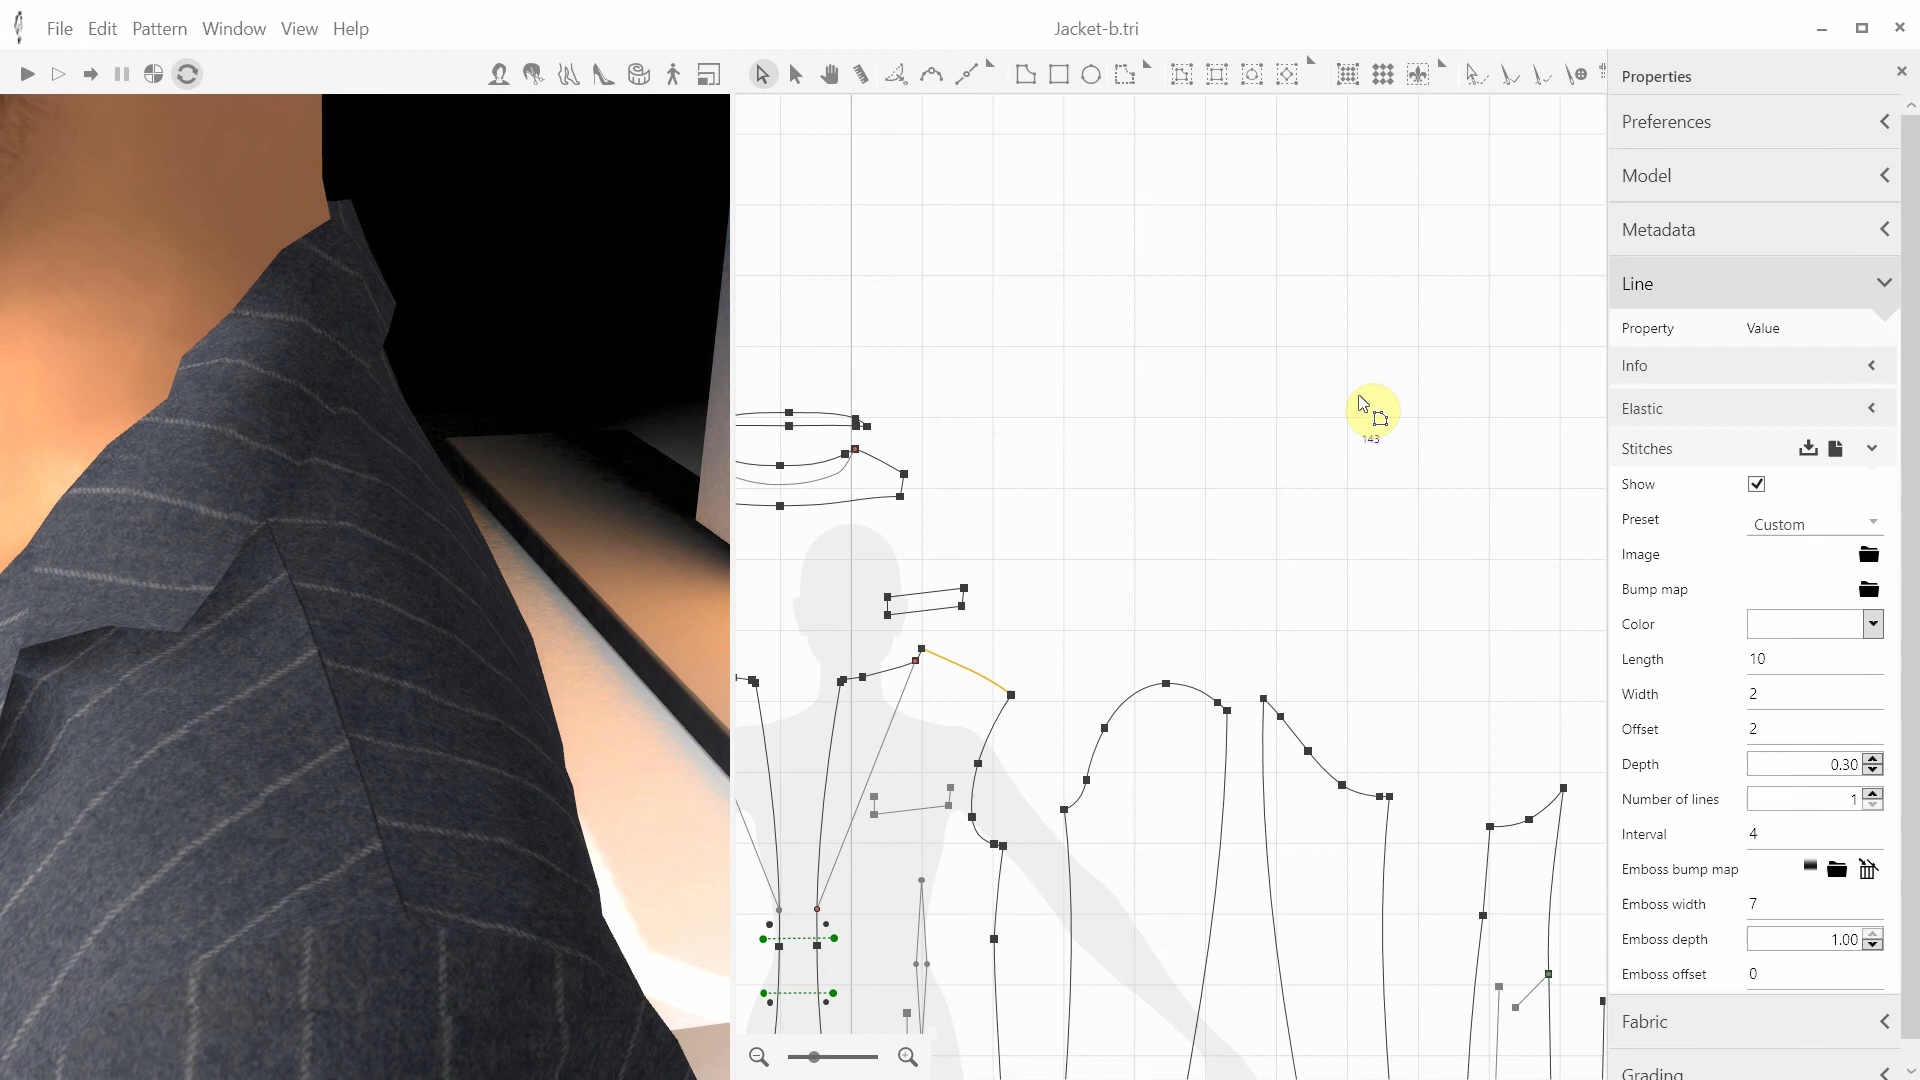 File Edit Pattern Window View Help
Jacket-b.tri
Properties
Preferences
Model
Metadata
Line
Property Value
Info
Elastic
Stitches
Show
Preset Custom
Image
Bump map
Color
Length 10
Width 2
Offset 2
Depth 0.30
Number of lines 1
Interval 4
Emboss bump map
Emboss width 7
Emboss depth 1.00
Emboss offset 0
Fabric
Grading
143